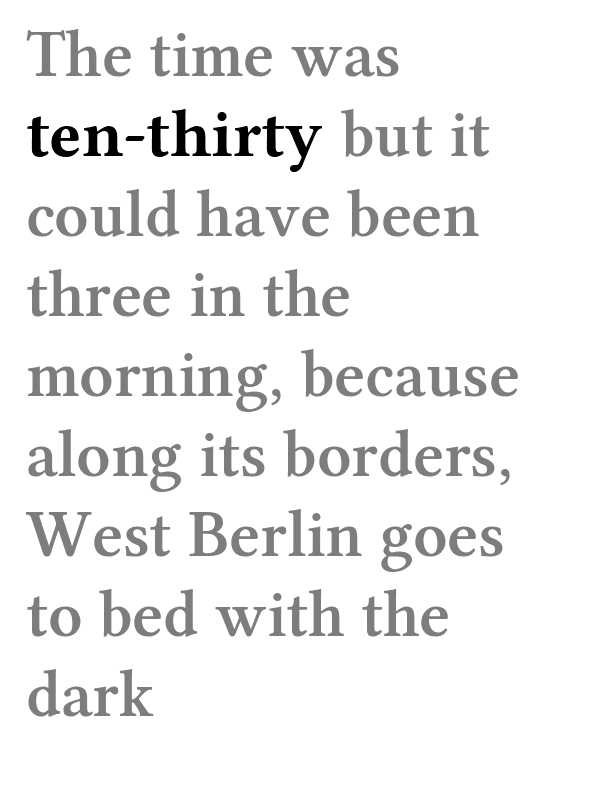 The time was
ten-thirty but it
could have been
three in the
morning, because
along its borders,
West Berlin goes
to bed with the
dark